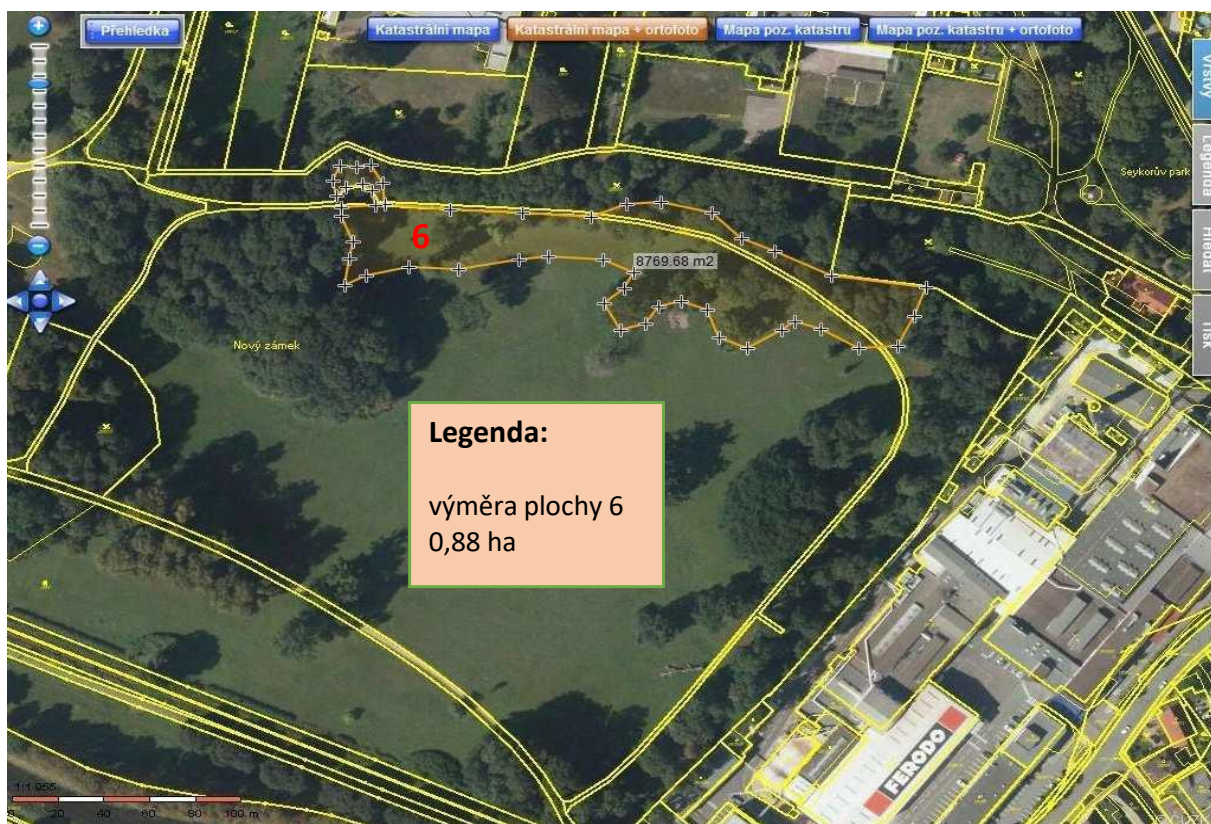 Přehledka
Katastrální mapa
Katastrální mapa + ortofoto
Mapa poz. katastru
Mapa poz. katastru + ortofoto
Vrstvy
Legenda
Hledat
Tisk
Seykorův park
6
8769.68 m2
Nový zámek
Legenda:
výměra plochy 6
0,88 ha
FERODO
1:1 955
0 20 40 60 80 100 m